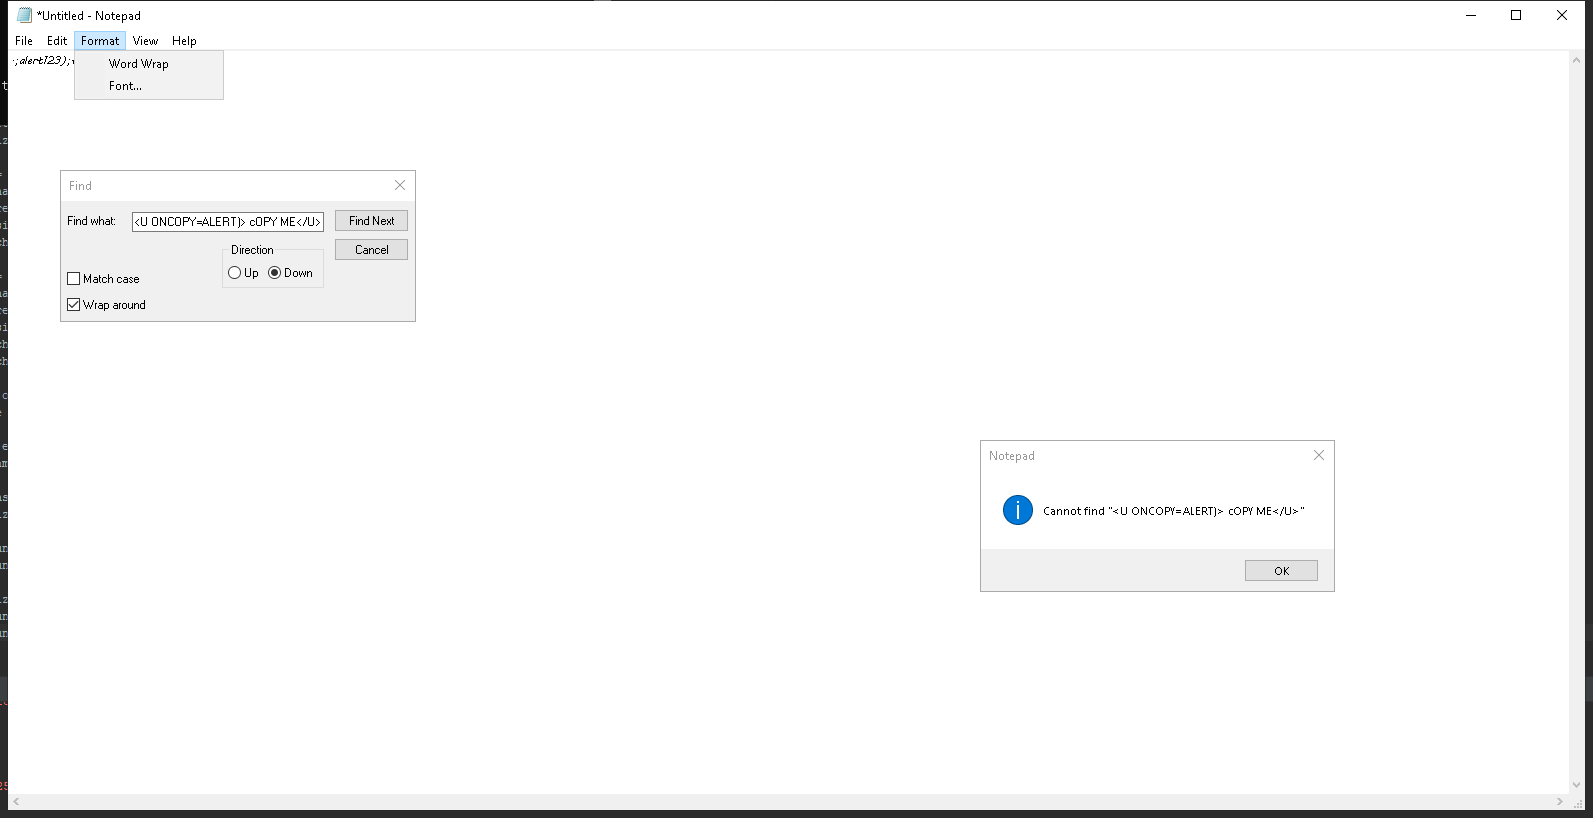 *Untitled - Notepad
File Edit Format View Help
;alert123);
Word Wrap
Font...
Find
Find what: <U ONCOPY=ALERT)> cOPY ME</U> Find Next
Direction Cancel
Up Down
Match case
Wrap around
Notepad
Cannot find "<U ONCOPY=ALERT)> cOPY ME</U>"
OK